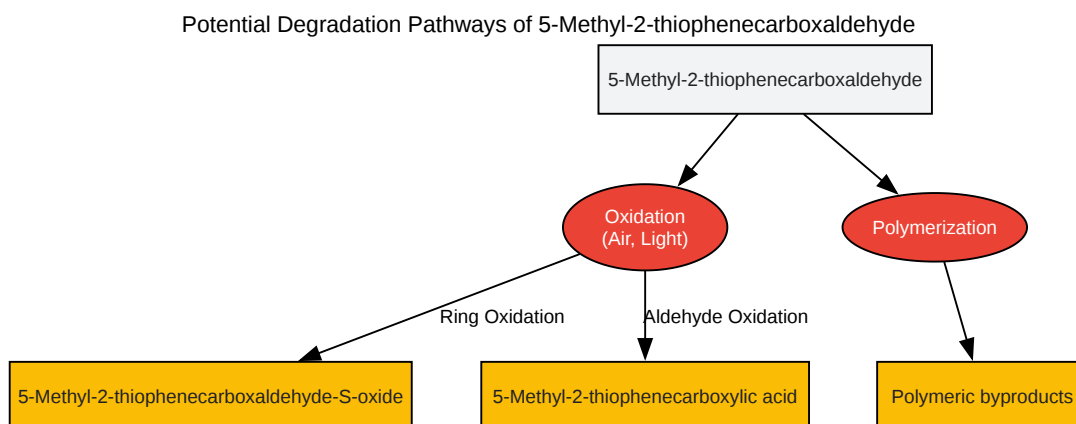 Potential Degradation Pathways of 5-Methyl-2-thiophenecarboxaldehyde
5-Methyl-2-thiophenecarboxaldehyde
Oxidation
(Air, Light)
Polymerization
Ring Oxidation
Aldehyde Oxidation
5-Methyl-2-thiophenecarboxaldehyde-S-oxide
5-Methyl-2-thiophenecarboxylic acid
Polymeric byproducts